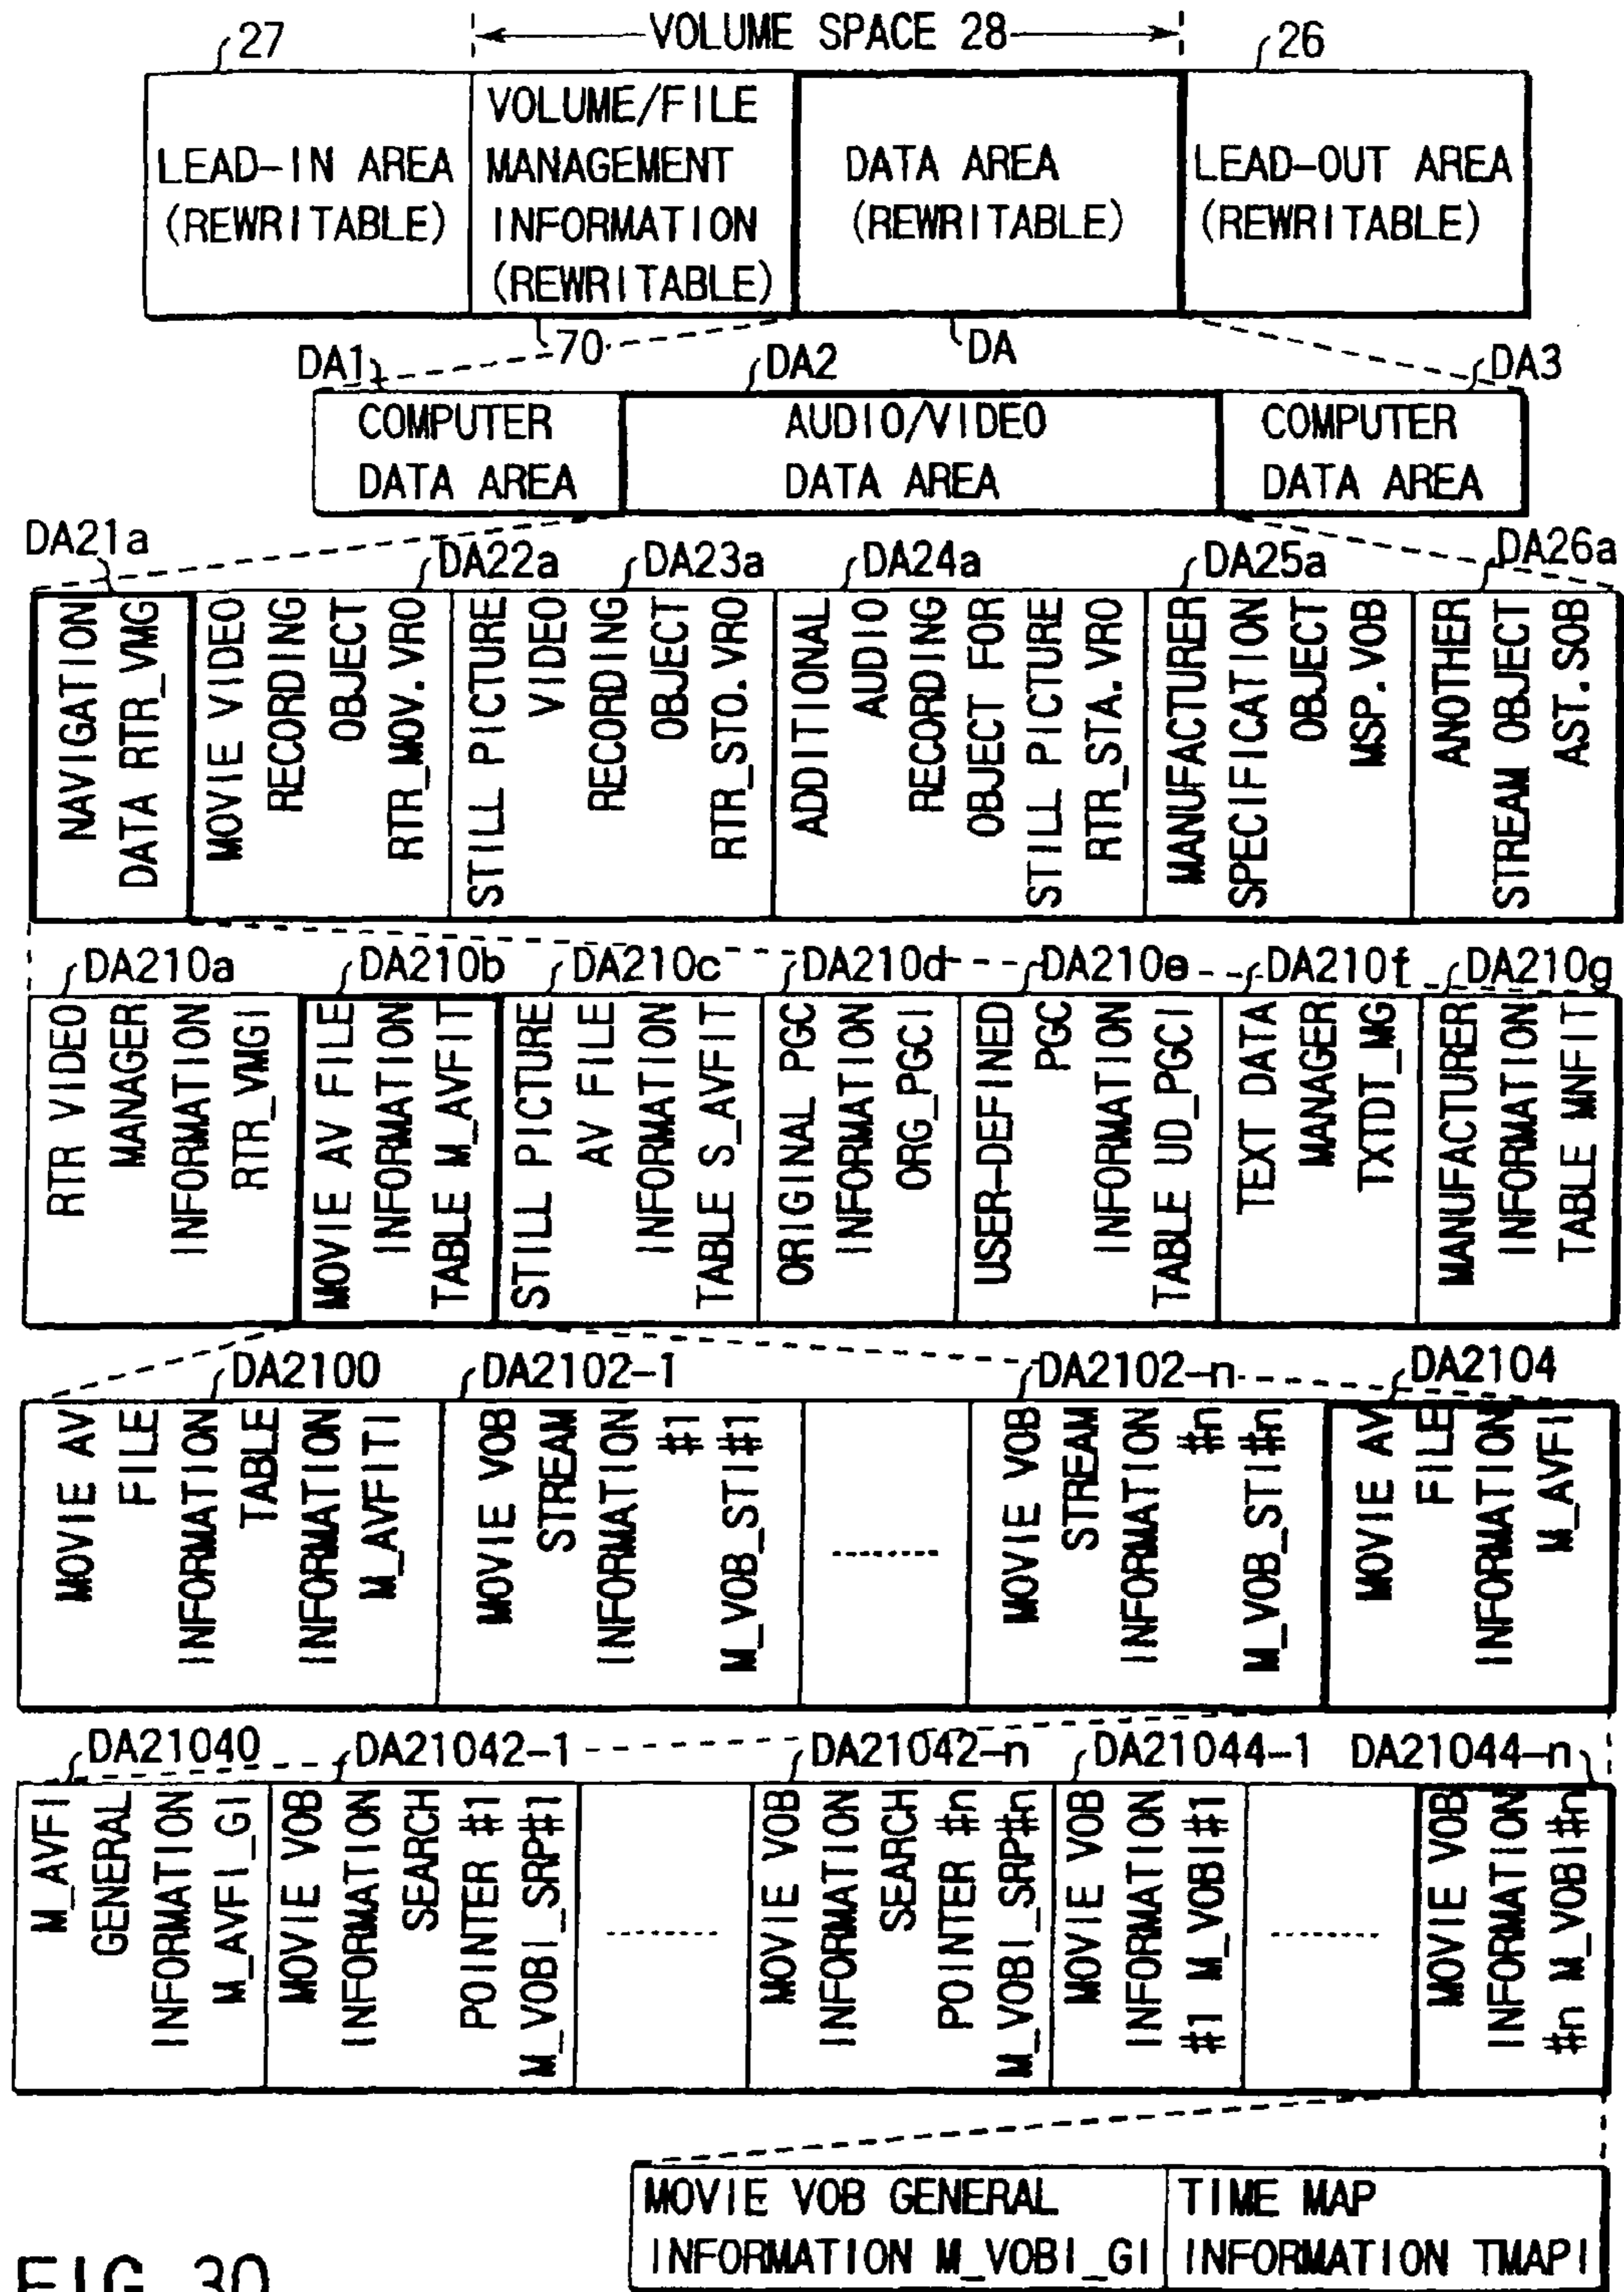 27
VOLUME SPACE 28
26
LEAD-IN AREA
(REWRITABLE)
VOLUME/FILE
MANAGEMENT
INFORMATION
(REWRITABLE)
DATA AREA
(REWRITABLE)
LEAD-OUT AREA
(REWRITABLE)
70
DA
DA1
DA2
DA3
COMPUTER
DATA AREA
AUDIO/VIDEO
DATA AREA
COMPUTER
DATA AREA
DA21a
DA22a
DA23a
DA24a
DA25a
DA26a
NAVIGATION
DATA RTR_VMG
MOVIE VIDEO
RECORDING
OBJECT
RTR_MOV.VRO
STILL PICTURE
VIDEO
RECORDING
OBJECT
RTR_STO.VRO
ADDITIONAL
AUDIO
RECORDING
OBJECT FOR
STILL PICTURE
RTR_STA.VRO
MANUFACTURER
SPECIFICATION
OBJECT
MSP.VOB
ANOTHER
STREAM OBJECT
AST.SOB
DA210a
DA210b
DA210c
DA210d
DA210e
DA210f
DA210g
RTR VIDEO
MANAGER
INFORMATION
RTR_VMGI
MOVIE AV FILE
INFORMATION
TABLE M_AVFIT
STILL PICTURE
AV FILE
INFORMATION
TABLE S_AVFIT
ORIGINAL PGC
INFORMATION
ORG_PGCI
USER-DEFINED
PGC
INFORMATION
TABLE UD_PGCI
TEXT DATA
MANAGER
TXTDT_MG
MANUFACTURER
INFORMATION
TABLE MNFIT
DA2100
DA2102-1
DA2102-n
DA2104
MOVIE AV
FILE
INFORMATION
TABLE
INFORMATION
M_AVFITI
MOVIE VOB
STREAM
INFORMATION
#1
M_VOB_STI#1
MOVIE VOB
STREAM
INFORMATION
#n
M_VOB_STI#n
MOVIE AV
FILE
INFORMATION
M_AVFI
DA21040
DA21042-1
DA21042-n
DA21044-1
DA21044-n
M_AVFI
GENERAL
INFORMATION
M_AVFI_GI
MOVIE VOB
INFORMATION
SEARCH
POINTER #1
M_VOBI_SRP#1
MOVIE VOB
INFORMATION
SEARCH
POINTER #n
M_VOBI_SRP#n
MOVIE VOB
INFORMATION
#1 M_VOBI#1
MOVIE VOB
INFORMATION
#n M_VOBI#n
MOVIE VOB GENERAL
INFORMATION M_VOBI_GI
TIME MAP
INFORMATION TMAPI
FIG. 30